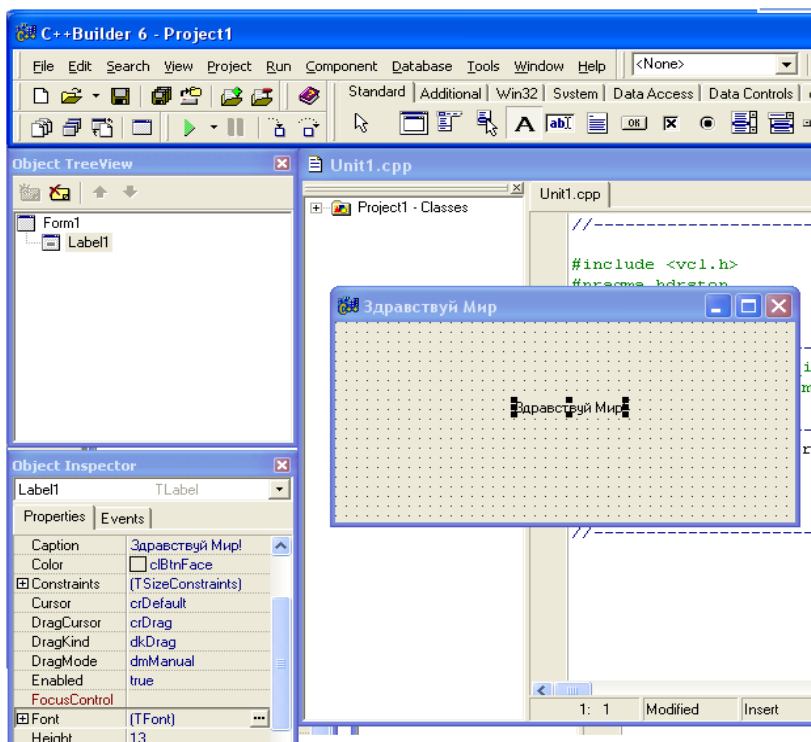 C++Builder 6 - Project1
File Edit Search View Project Run Component Database Tools Window Help <None>
Standard Additional Win32 System Data Access Data Controls
A abI OK
Object TreeView
Form1
Label1
Unit1.cpp
Project1 - Classes
Unit1.cpp
//-----------------------
#include <vcl.h>
#pragma hdrstop
Здравствуй Мир
Здравствуй Мир
//-----------------------
Object Inspector
Label1 TLabel
Properties Events
Caption Здравствуй Мир!
Color clBtnFace
Constraints (TSizeConstraints)
Cursor crDefault
DragCursor crDrag
DragKind dkDrag
DragMode dmManual
Enabled true
FocusControl
Font (TFont) ...
Height 13
1: 1 Modified Insert